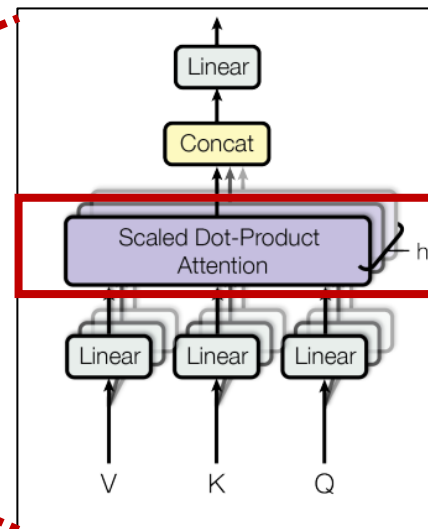 Linear
Concat
Scaled Dot-Product
Attention
h
Linear Linear Linear
V K Q